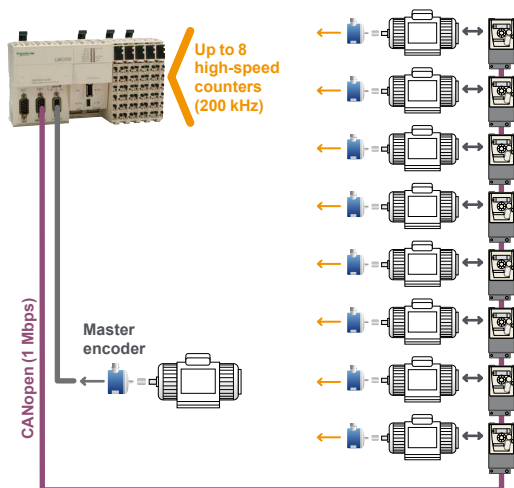 Up to 8
high-speed
counters
(200 kHz)
Master
encoder
CANopen (1 Mbps)